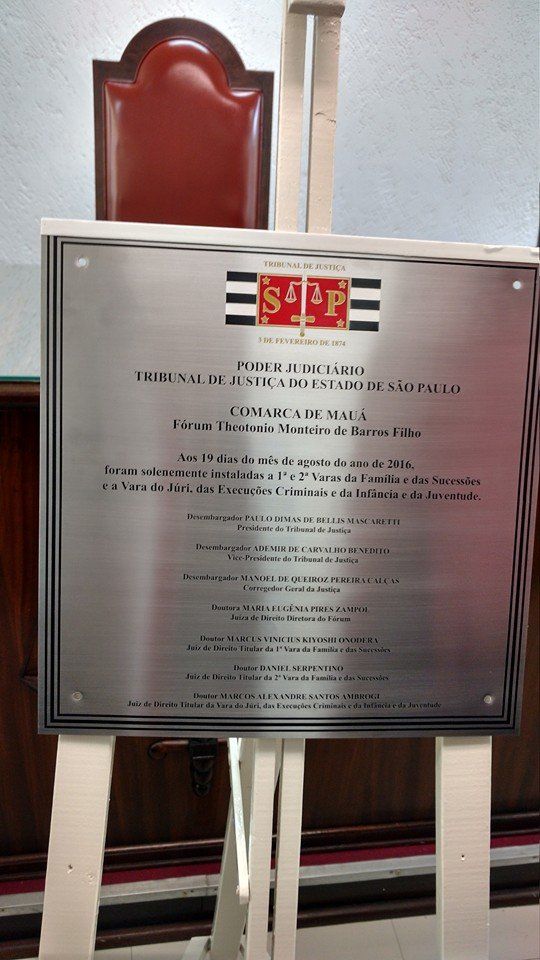 TRIBUNAL DE JUSTIÇA
S P
3 DE FEVEREIRO DE 1874
PODER JUDICIÁRIO
TRIBUNAL DE JUSTIÇA DO ESTADO DE SÃO PAULO
COMARCA DE MAUÁ
Fórum Theotonio Monteiro de Barros Filho
Aos 19 dias do mês de agosto do ano de 2016,
foram solenemente instaladas a 1ª e 2ª Varas da Família e das Sucessões
e a Vara do Júri, das Execuções Criminais e da Infância e da Juventude.
Desembargador PAULO DIMAS DE BELLIS MASCARETTI
Presidente do Tribunal de Justiça
Desembargador ADEMIR DE CARVALHO BENEDITO
Vice-Presidente do Tribunal de Justiça
Desembargador MANOEL DE QUEIROZ PEREIRA CALÇAS
Corregedor Geral da Justiça
Doutora MARIA EUGÊNIA PIRES ZAMPOL
Juíza de Direito Diretora do Fórum
Doutor MARCUS VINICIUS KIYOSHI ONODERA
Juiz de Direito Titular da 1ª Vara da Família e das Sucessões
Doutor DANIEL SERPENTINO
Juiz de Direito Titular da 2ª Vara da Família e das Sucessões
Doutor MARCOS ALEXANDRE SANTOS AMBROGI
Juiz de Direito Titular da Vara do Júri, das Execuções Criminais e da Infância e da Juventude